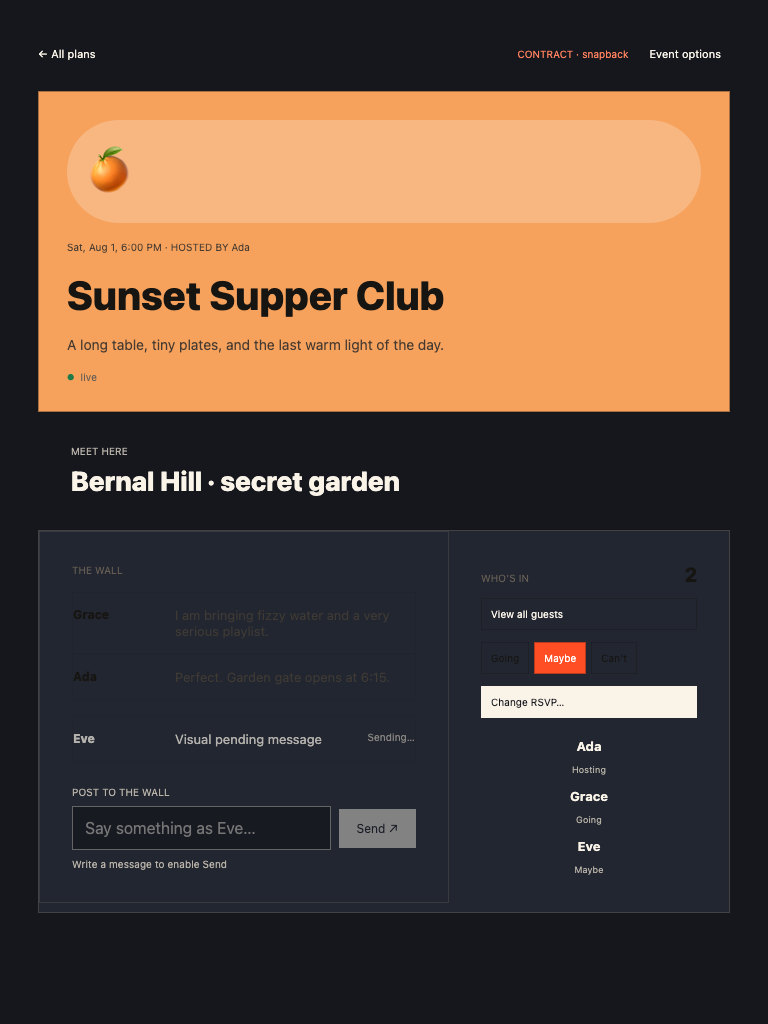 ← All plans
CONTRACT · snapback
Event options
Sat, Aug 1, 6:00 PM · HOSTED BY Ada
Sunset Supper Club
A long table, tiny plates, and the last warm light of the day.
live
MEET HERE
Bernal Hill · secret garden
THE WALL
Grace
I am bringing fizzy water and a very
serious playlist.
Ada
Perfect. Garden gate opens at 6:15.
Eve
Visual pending message
Sending…
POST TO THE WALL
Say something as Eve…
Send ↗
Write a message to enable Send
WHO'S IN
2
View all guests
Going
Maybe
Can't
Change RSVP…
Ada
Hosting
Grace
Going
Eve
Maybe